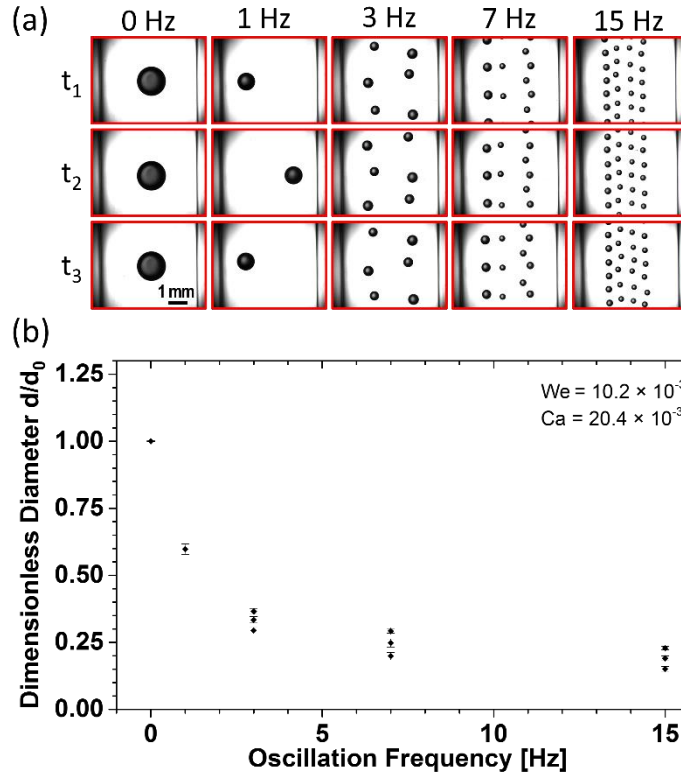 (a)
0 Hz 1 Hz 3 Hz 7 Hz 15 Hz
t₁
t₂
t₃
1 mm
(b)
We = 10.2 × 10⁻³
Ca = 20.4 × 10⁻³
Dimensionless Diameter d/d₀
1.25
1.00
0.75
0.50
0.25
0.00
0 5 10 15
Oscillation Frequency [Hz]